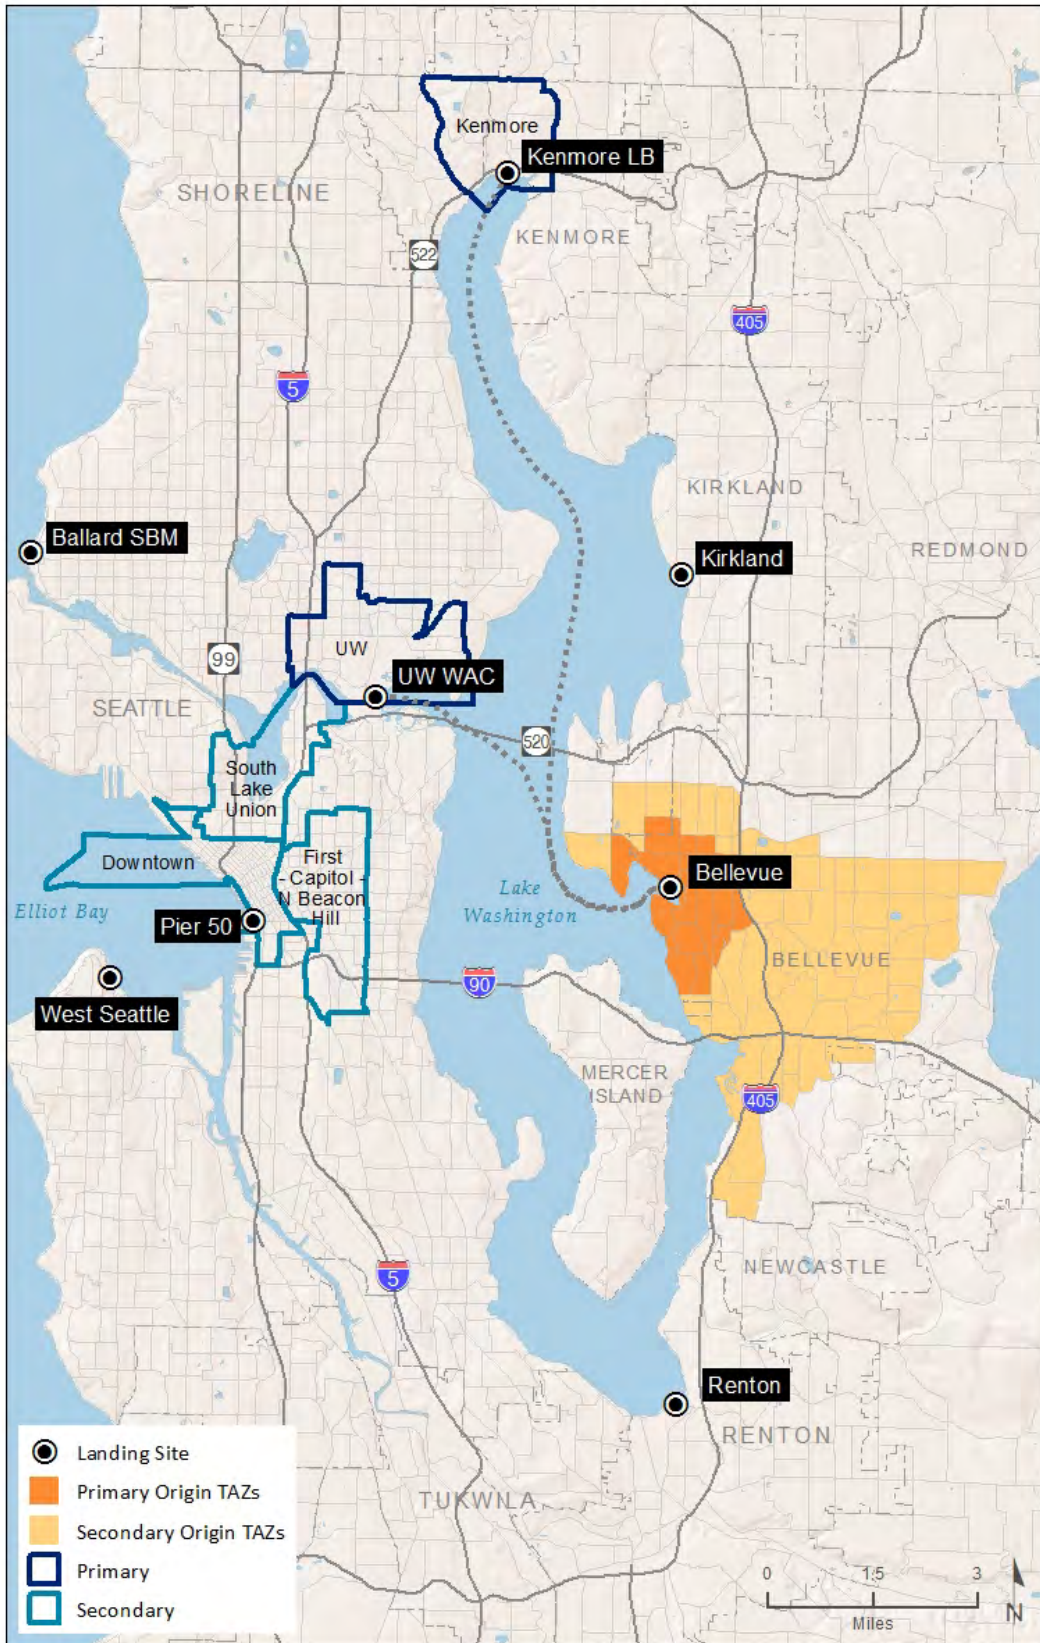 Kenmore
Kenmore LB
SHORELINE
KENMORE
522
405
5
KIRKLAND
Ballard SBM
REDMOND
Kirkland
UW
99
UW WAC
SEATTLE
520
South
Lake
Union
Downtown
First
- Capitol -
N Beacon
Hill
Bellevue
Lake
Washington
Elliot Bay
Pier 50
BELLEVUE
90
West Seattle
MERCER
ISLAND
405
5
NEWCASTLE
Renton
RENTON
TUKWILA
Landing Site
Primary Origin TAZs
Secondary Origin TAZs
Primary
Secondary
0 1.5 3
Miles
N